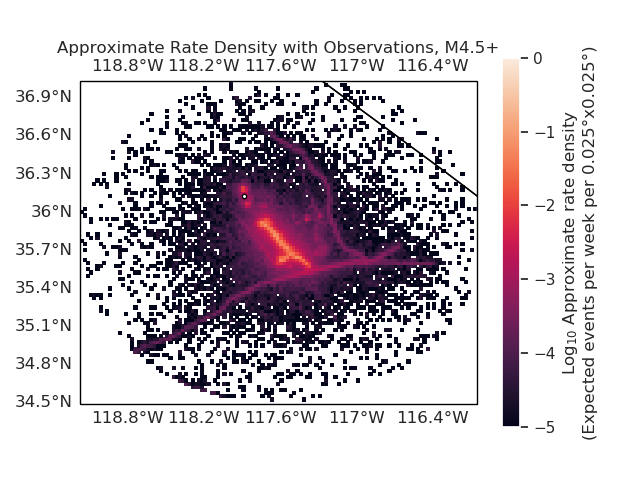 Approximate Rate Density with Observations, M4.5+
118.8°W 118.2°W 117.6°W 117°W 116.4°W
36.9°N
36.6°N
36.3°N
36°N
35.7°N
35.4°N
35.1°N
34.8°N
34.5°N
118.8°W 118.2°W 117.6°W 117°W 116.4°W
0
−1
−2
−3
−4
−5
Log₁₀ Approximate rate density
(Expected events per week per 0.025°x0.025°)